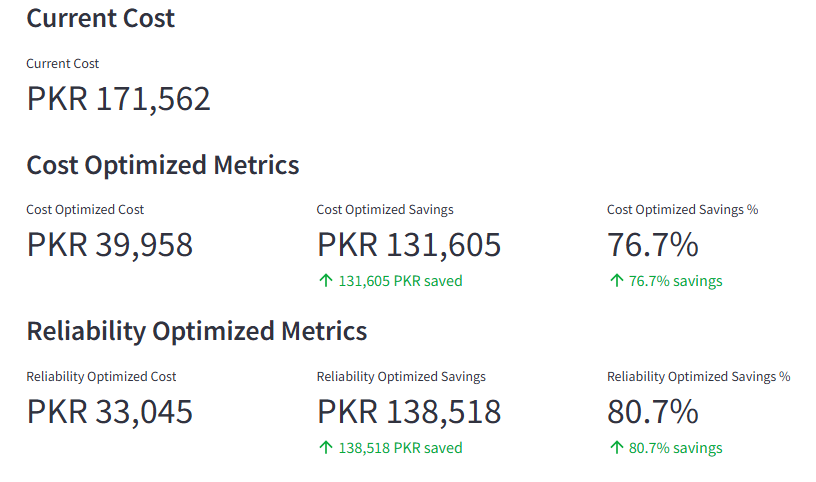 Current Cost
Current Cost
PKR 171,562
Cost Optimized Metrics
Cost Optimized Cost
PKR 39,958
Cost Optimized Savings
PKR 131,605
↑ 131,605 PKR saved
Cost Optimized Savings %
76.7%
↑ 76.7% savings
Reliability Optimized Metrics
Reliability Optimized Cost
PKR 33,045
Reliability Optimized Savings
PKR 138,518
↑ 138,518 PKR saved
Reliability Optimized Savings %
80.7%
↑ 80.7% savings